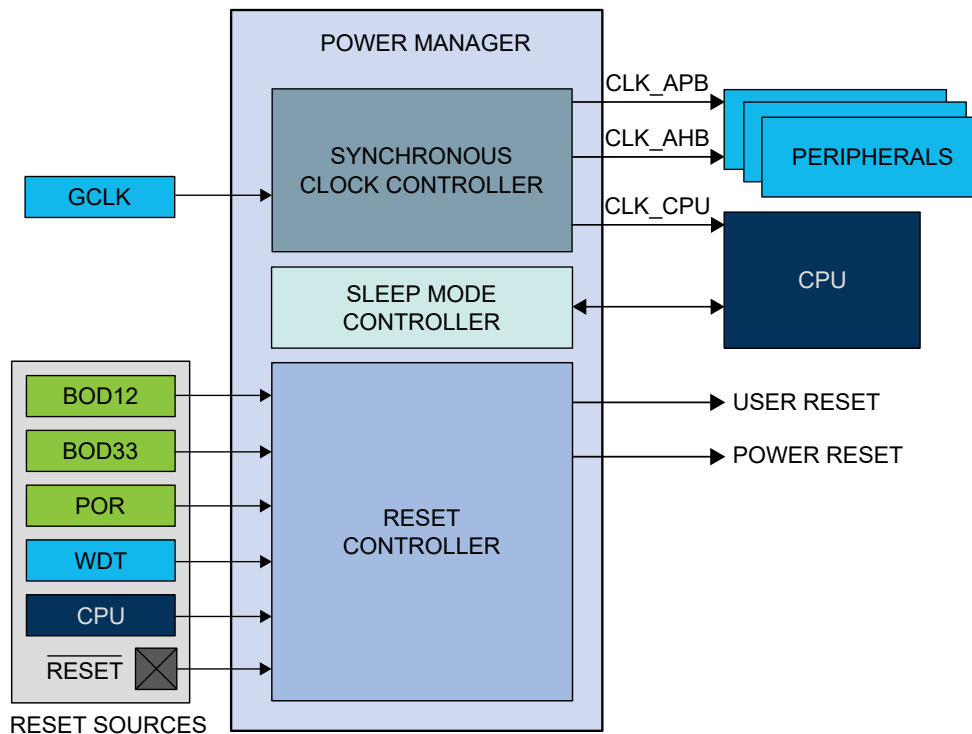 POWER MANAGER
CLK_APB
SYNCHRONOUS
CLOCK CONTROLLER
CLK_AHB
PERIPHERALS
GCLK
CLK_CPU
CPU
SLEEP MODE
CONTROLLER
BOD12
BOD33
POR
WDT
CPU
RESET
RESET SOURCES
RESET
CONTROLLER
USER RESET
POWER RESET